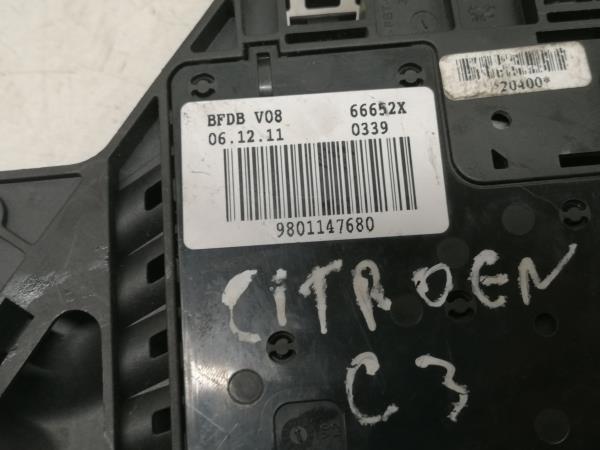 *20400*
BFDB V08 66652X
06.12.11 0339
9801147680
CITROEN
C3